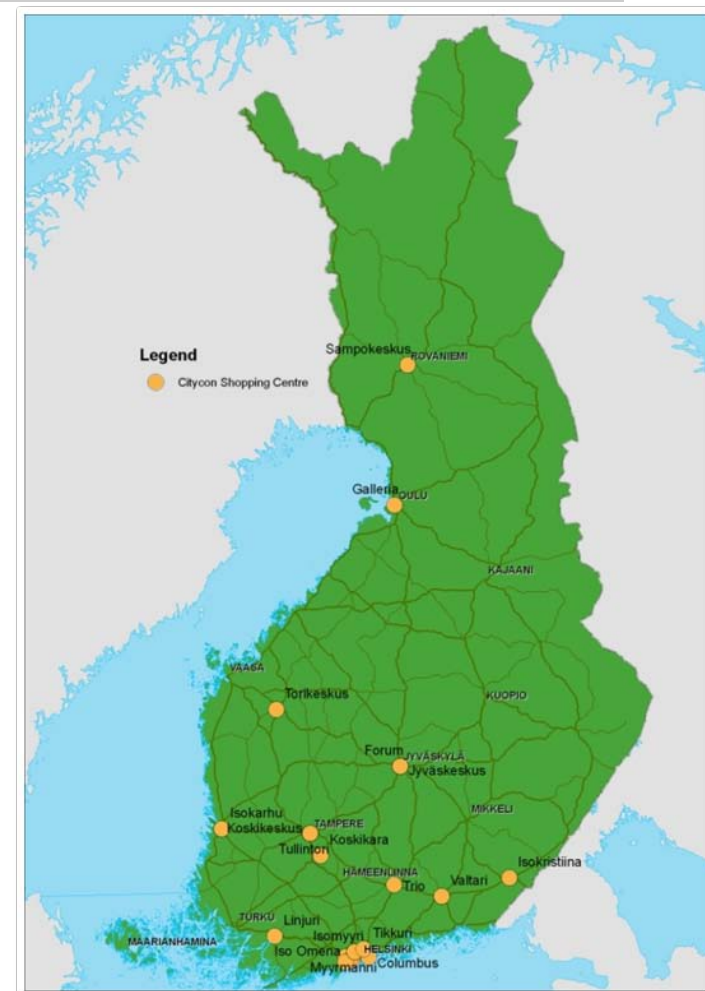 Legend
Citycon Shopping Centre
Sampokeskus
ROVANIEMI
Galleria
OULU
KAJAANI
VAASA
Torikeskus
KUOPIO
Forum
JYVÄSKYLÄ
Jyväskeskus
MIKKELI
Isokarhu
Koskikeskus
TAMPERE
Koskikara
Tullintori
HÄMEENLINNA
Trio
Valtari
Isokristiina
TURKU
Linjuri
MAARIANHAMINA
Isomyyri
Tikkuri
Iso Omena
HELSINKI
Myyrmanni
Columbus